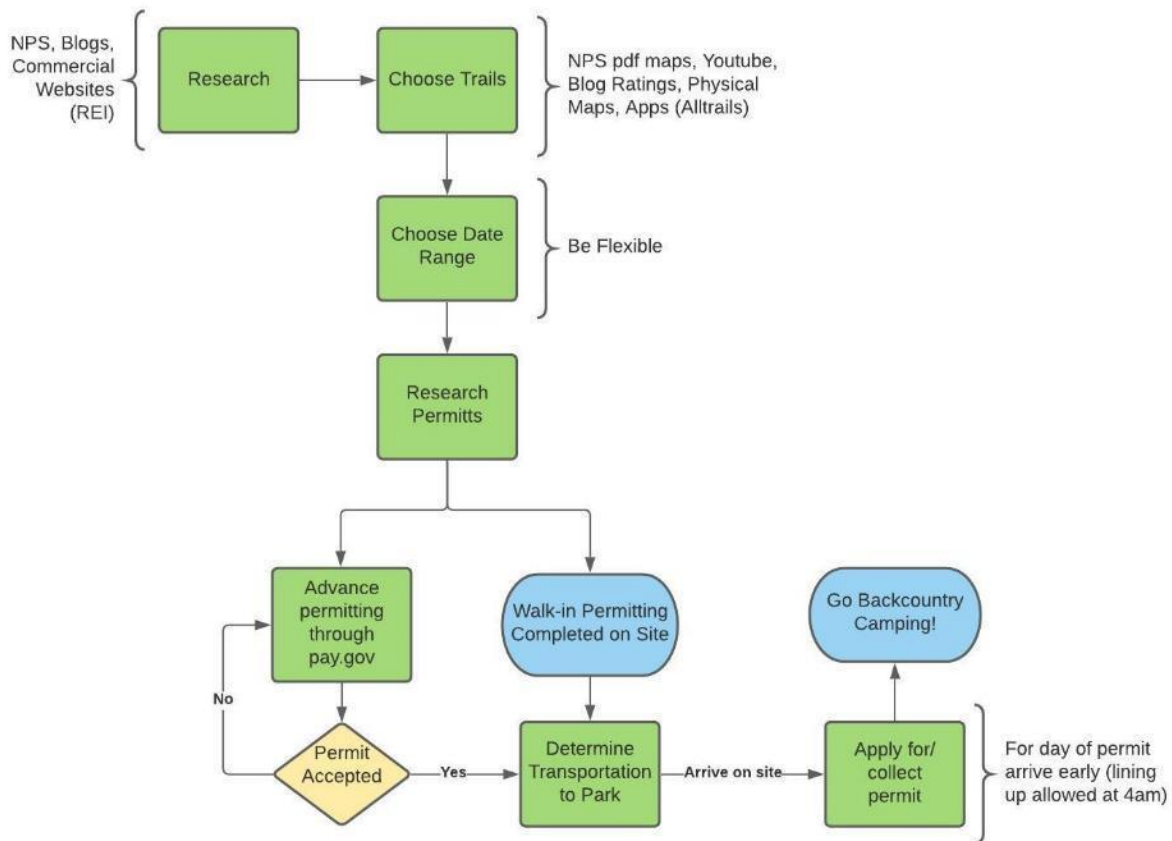 NPS, Blogs,
Commercial
Websites
(REI)
Research
Choose Trails
NPS pdf maps, Youtube,
Blog Ratings, Physical
Maps, Apps (Alltrails)
Choose Date
Range
Be Flexible
Research
Permitts
Advance
permitting
through
pay.gov
Walk-in Permitting
Completed on Site
Go Backcountry
Camping!
No
Permit
Accepted
Yes
Determine
Transportation
to Park
Arrive on site
Apply for/
collect
permit
For day of permit
arrive early (lining
up allowed at 4am)